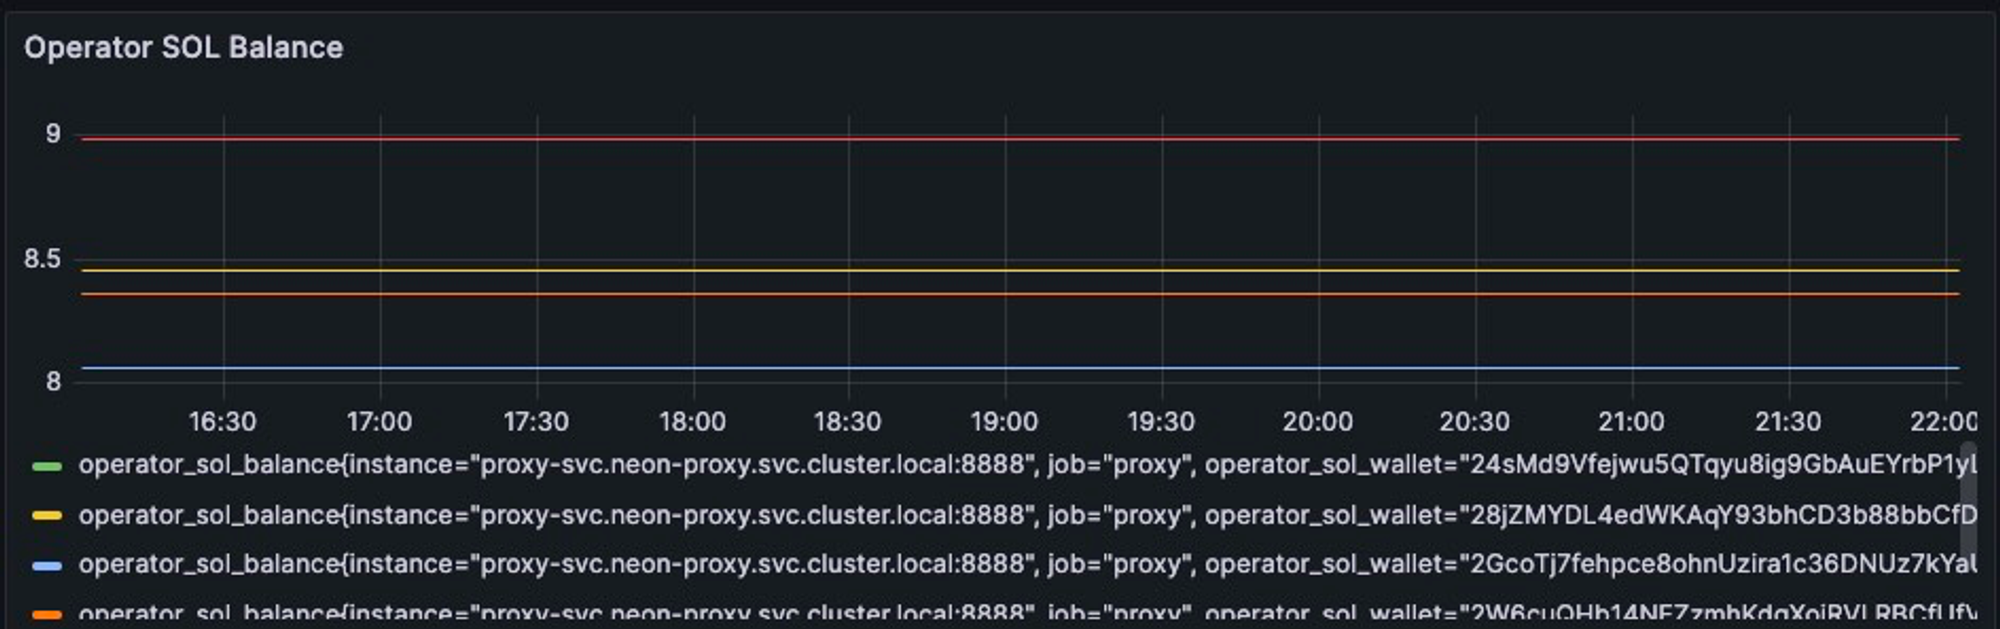 Operator SOL Balance
9
8.5
8
16:30 17:00 17:30 18:00 18:30 19:00 19:30 20:00 20:30 21:00 21:30 22:00
operator_sol_balance{instance="proxy-svc.neon-proxy.svc.cluster.local:8888", job="proxy", operator_sol_wallet="24sMd9Vfejwu5QTqyu8ig9GbAuEYrbP1yL
operator_sol_balance{instance="proxy-svc.neon-proxy.svc.cluster.local:8888", job="proxy", operator_sol_wallet="28jZMYDL4edWKAqY93bhCD3b88bbCfD
operator_sol_balance{instance="proxy-svc.neon-proxy.svc.cluster.local:8888", job="proxy", operator_sol_wallet="2GcoTj7fehpce8ohnUzira1c36DNUz7kYaU
operator_sol_balance{instance="proxy-svc.neon-proxy.svc.cluster.local:8888", job="proxy", operator_sol_wallet=